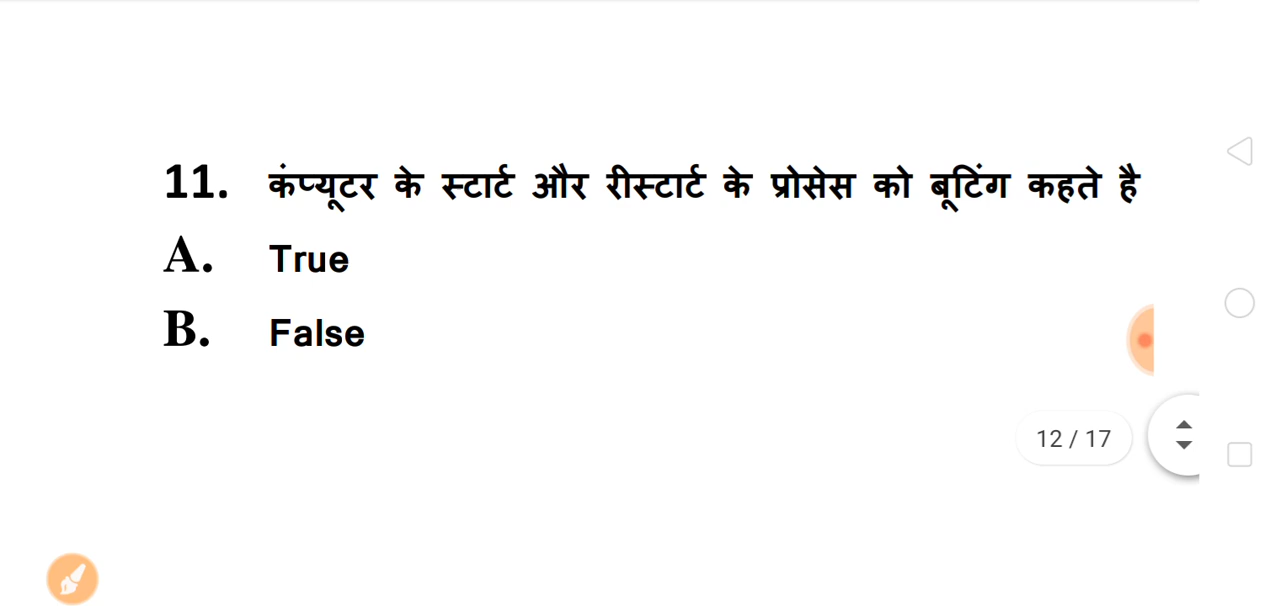 11. कंप्यूटर के स्टार्ट और रीस्टार्ट के प्रोसेस को बूटिंग कहते है
A. True
B. False
12 / 17